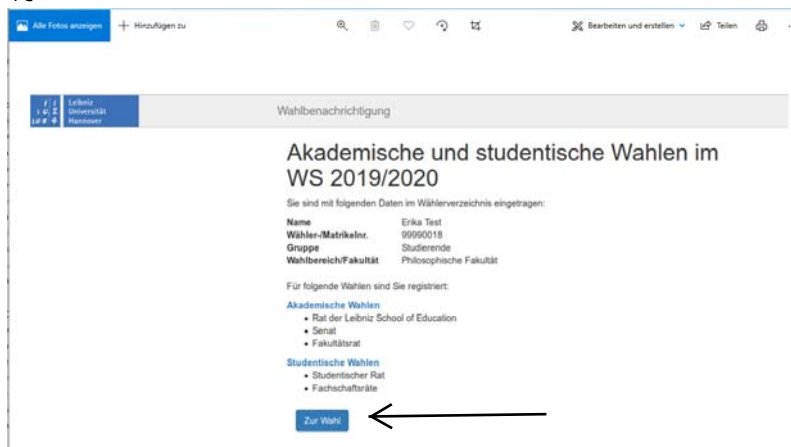 Alle Fotos anzeigen
Hinzufügen zu
Bearbeiten und erstellen
Teilen
Leibniz
Universität
Hannover
Wahlbenachrichtigung
Akademische und studentische Wahlen im
WS 2019/2020
Sie sind mit folgenden Daten im Wählerverzeichnis eingetragen:
Name Erika Test
Wähler-/Matrikelnr. 99990018
Gruppe Studierende
Wahlbereich/Fakultät Philosophische Fakultät
Für folgende Wahlen sind Sie registriert:
Akademische Wahlen
• Rat der Leibniz School of Education
• Senat
• Fakultätsrat
Studentische Wahlen
• Studentischer Rat
• Fachschaftsräte
Zur Wahl